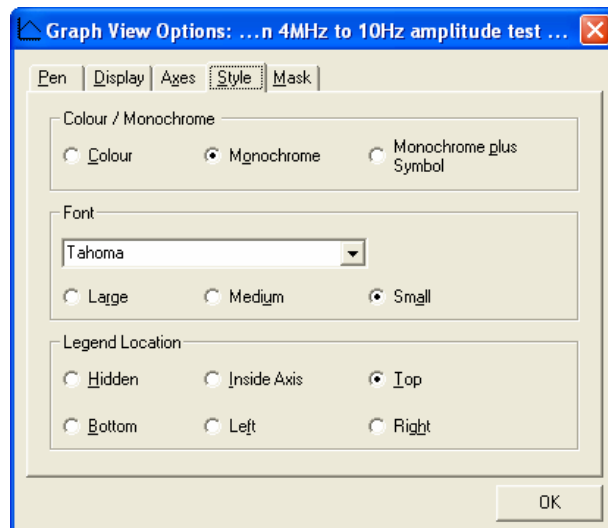 Graph View Options: ...n 4MHz to 10Hz amplitude test ...
Pen Display Axes Style Mask
Colour / Monochrome
Colour Monochrome Monochrome plus
Symbol
Font
Tahoma
Large Medium Small
Legend Location
Hidden Inside Axis Top
Bottom Left Right
OK